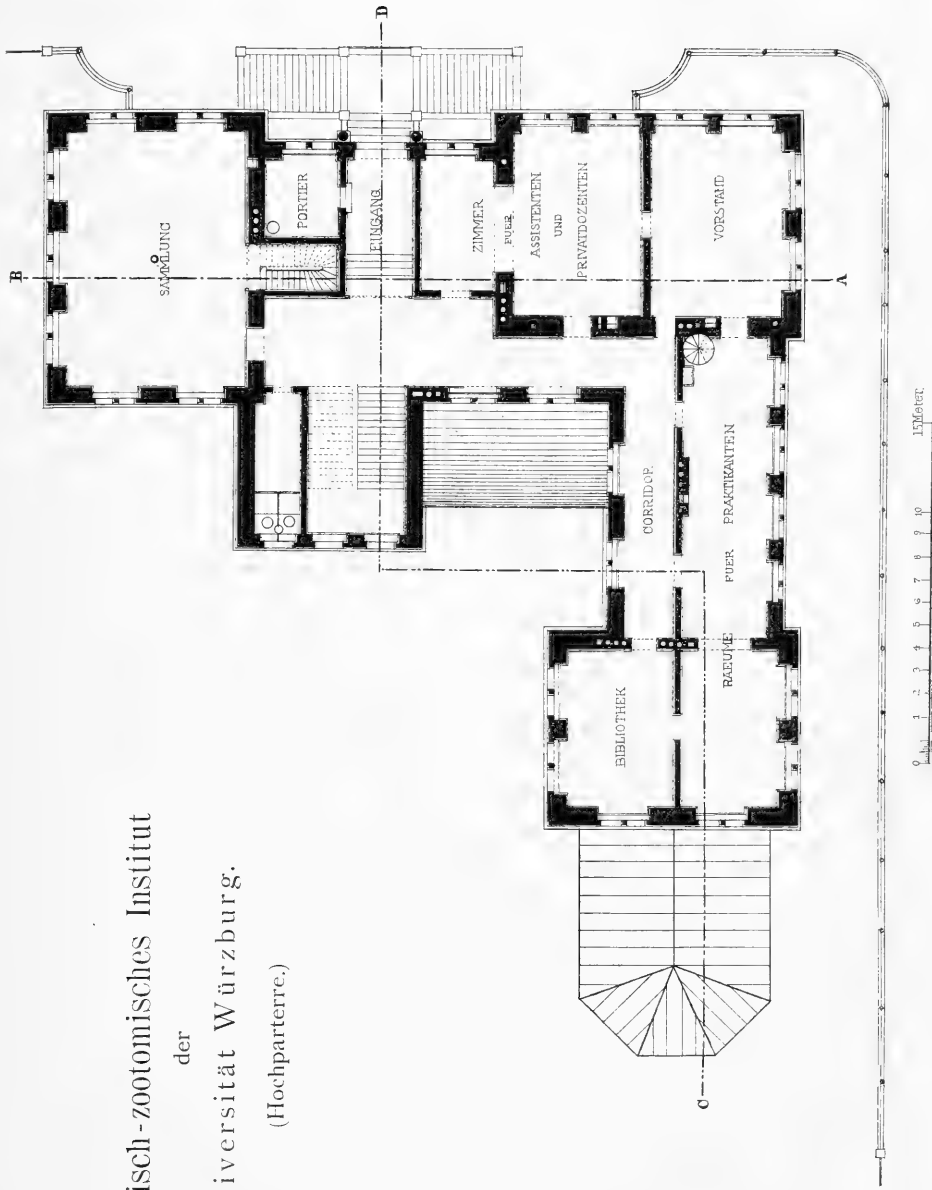 isch-zootomisches Institut
der
iversität Würzburg.
(Hochparterre.)
D
B
SAMMLUNG
PORTIER
EINGANG
ZIMMER
FUER
ASSISTENTEN
UND
PRIVATDOZENTEN
VORSTAND
A
CORRIDOR
RAEUME FUER PRAKTIKANTEN
BIBLIOTHEK
C
0 1 2 3 4 5 6 7 8 9 10 15 Meter.